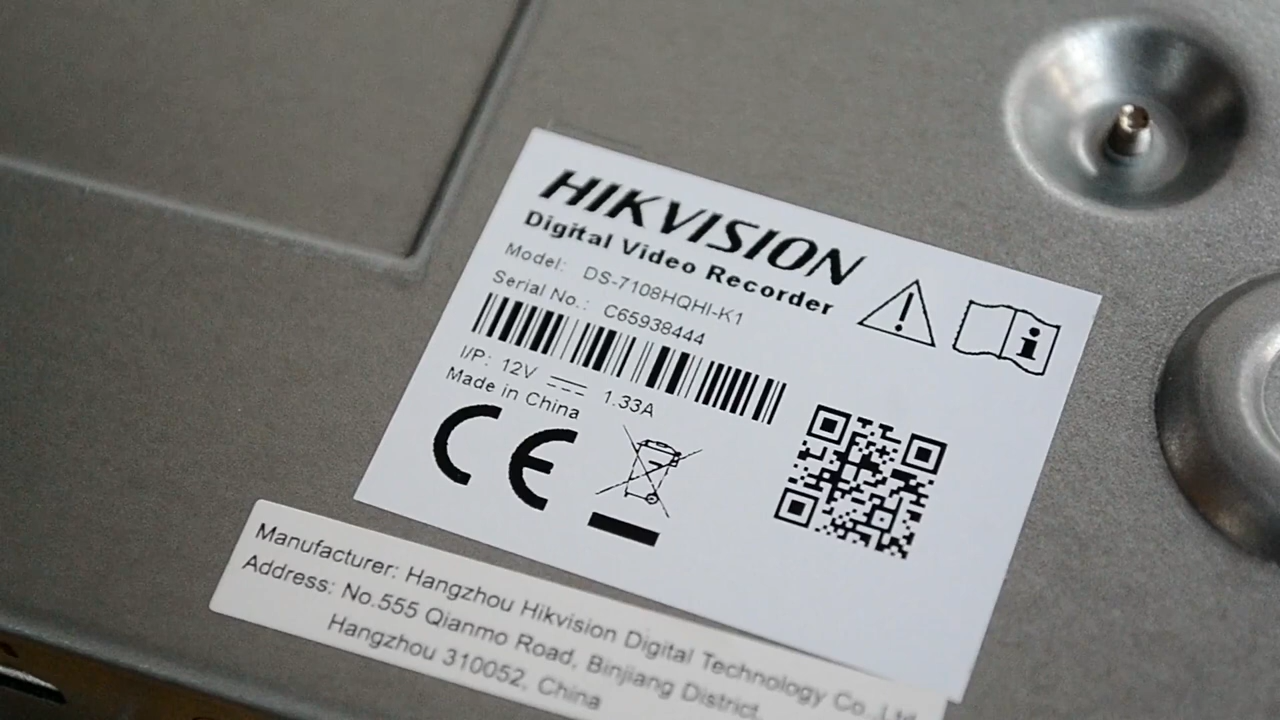 HIKVISION
Digital Video Recorder
Model: DS-7108HQHI-K1
Serial No.: C65938444
I/P: 12V 1.33A
Made in China
CE
Manufacturer: Hangzhou Hikvision Digital Technology Co.,Ltd.
Address: No.555 Qianmo Road, Binjiang District,
Hangzhou 310052, China